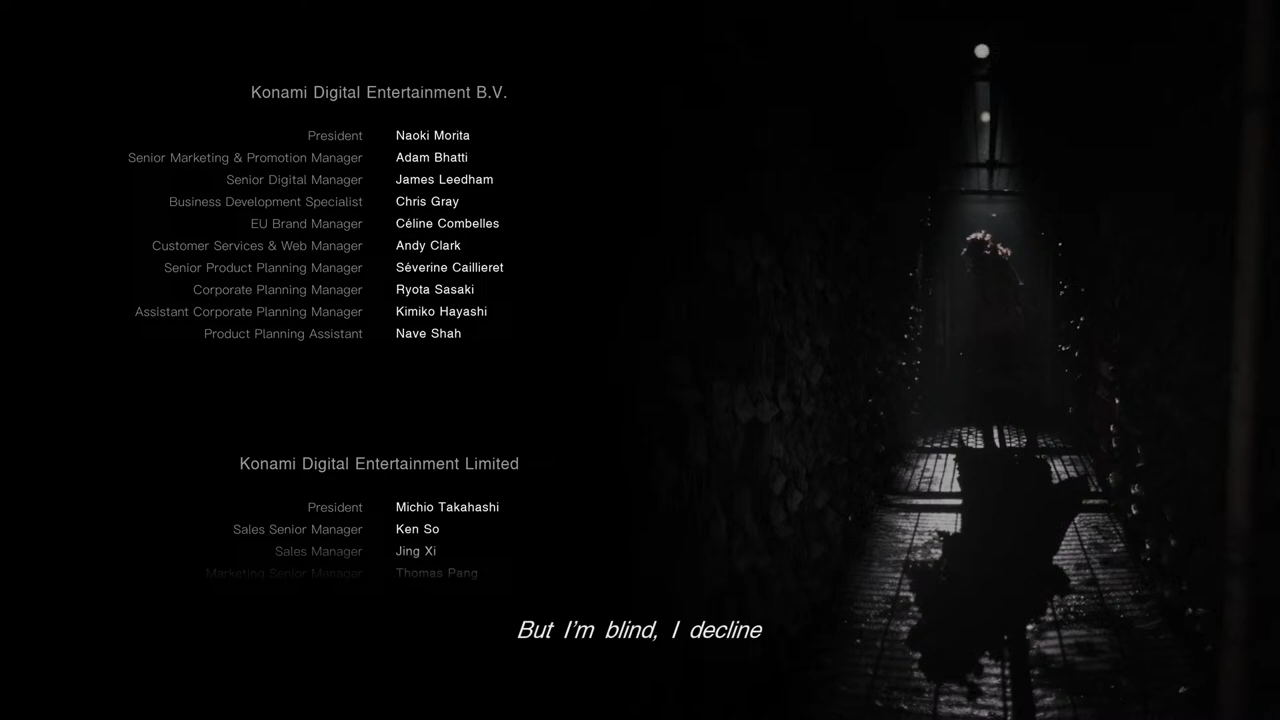 Konami Digital Entertainment B.V.
President Naoki Morita
Senior Marketing & Promotion Manager Adam Bhatti
Senior Digital Manager James Leedham
Business Development Specialist Chris Gray
EU Brand Manager Céline Combelles
Customer Services & Web Manager Andy Clark
Senior Product Planning Manager Séverine Caillieret
Corporate Planning Manager Ryota Sasaki
Assistant Corporate Planning Manager Kimiko Hayashi
Product Planning Assistant Nave Shah
Konami Digital Entertainment Limited
President Michio Takahashi
Sales Senior Manager Ken So
Sales Manager Jing Xi
Marketing Senior Manager Thomas Pang
But I'm blind, I decline